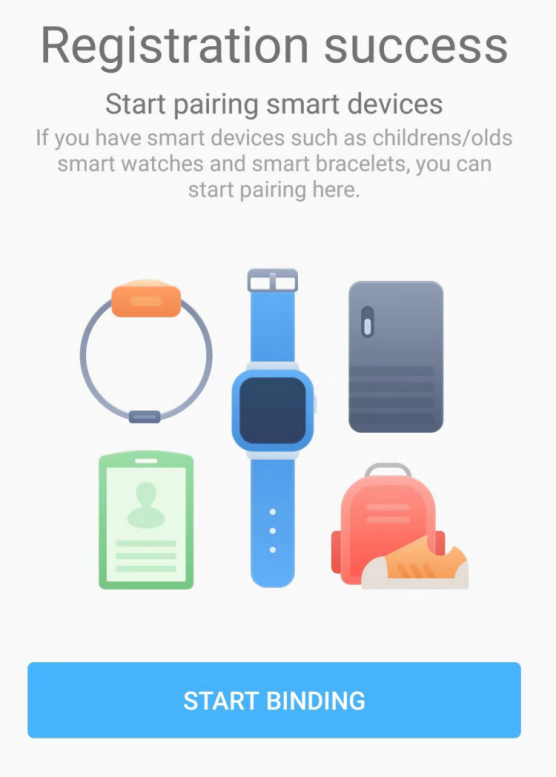 Registration success
Start pairing smart devices
If you have smart devices such as childrens/olds
smart watches and smart bracelets, you can
start pairing here.
START BINDING